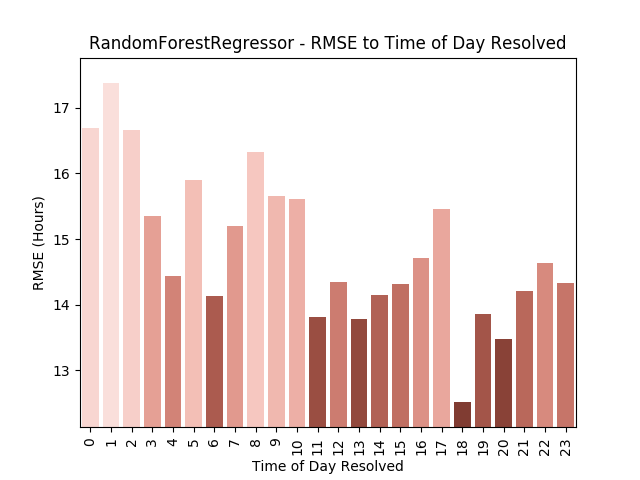 RandomForestRegressor - RMSE to Time of Day Resolved
RMSE (Hours)
17
16
15
14
13
0 1 2 3 4 5 6 7 8 9 10 11 12 13 14 15 16 17 18 19 20 21 22 23
Time of Day Resolved